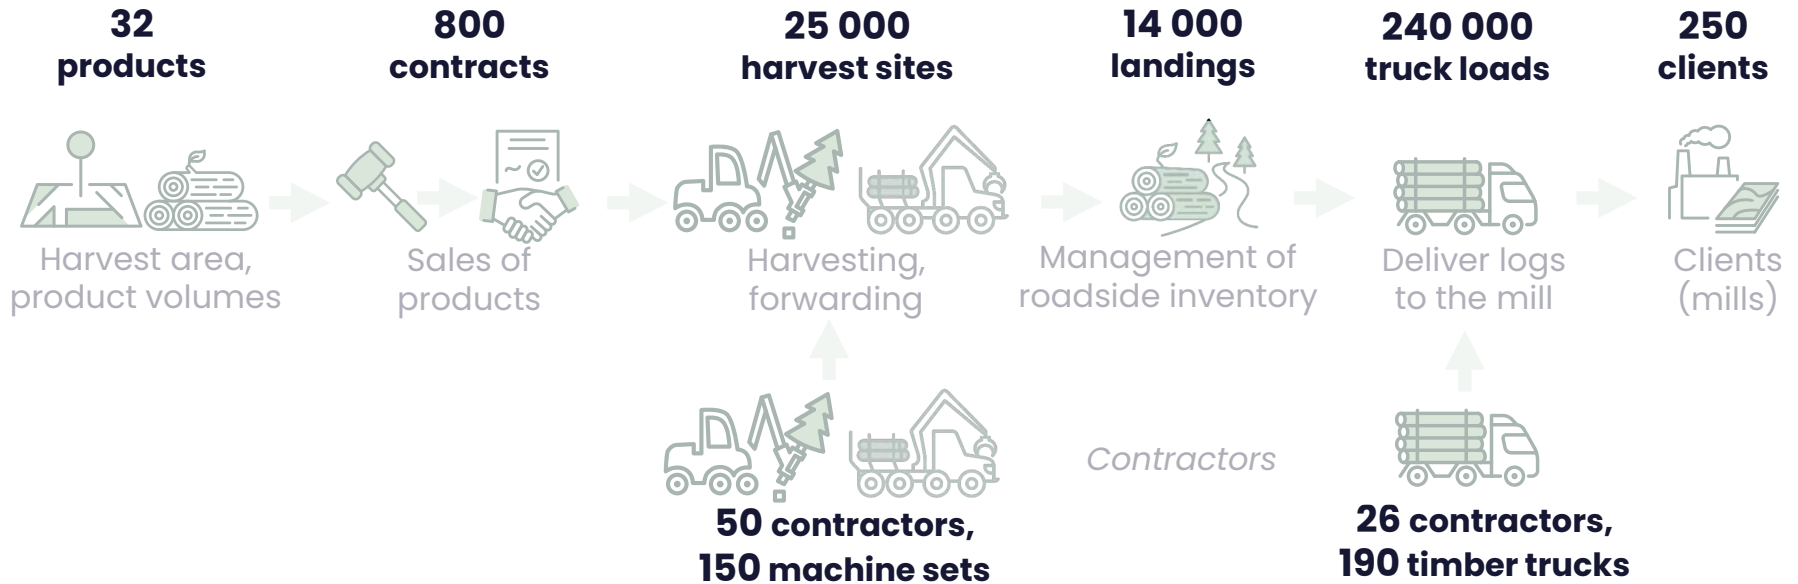 32
products
800
contracts
25 000
harvest sites
14 000
landings
240 000
truck loads
250
clients
Harvest area,
product volumes
Sales of
products
Harvesting,
forwarding
Management of
roadside inventory
Deliver logs
to the mill
Clients
(mills)
50 contractors,
150 machine sets
Contractors
26 contractors,
190 timber trucks